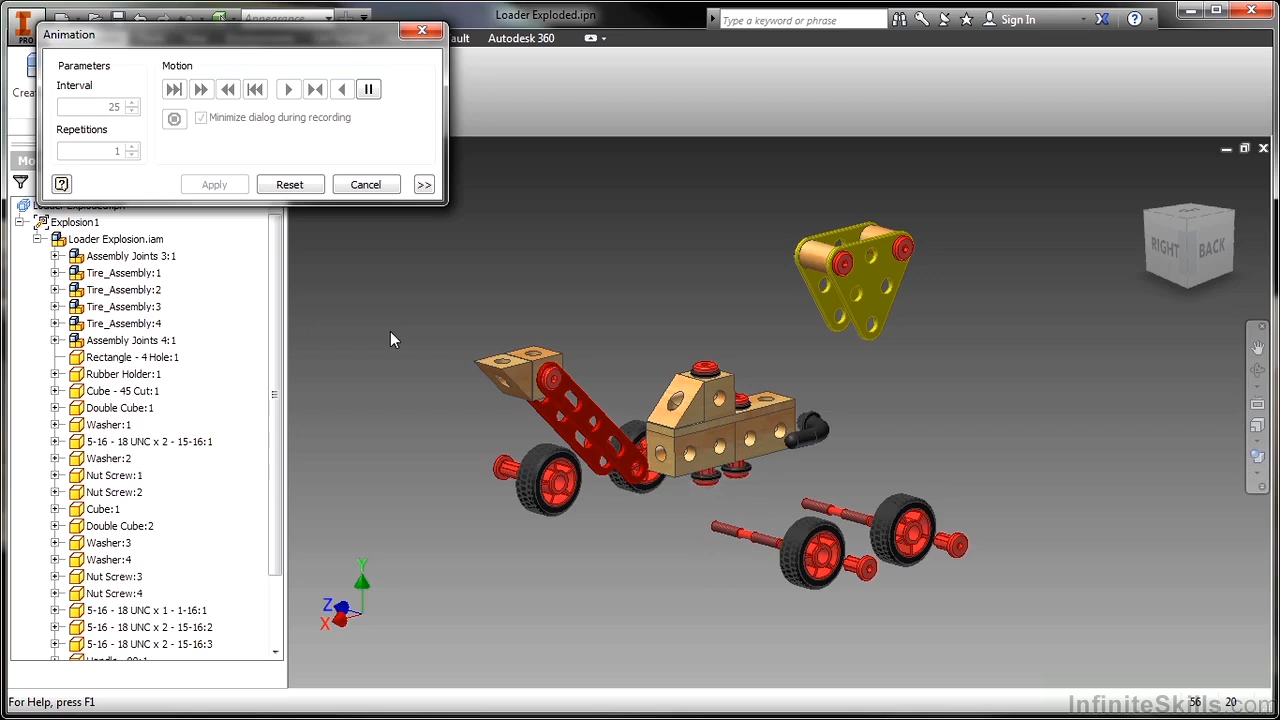 Loader Exploded.ipn
Type a keyword or phrase
Sign In
PRO
Autodesk 360
Animation
Parameters
Motion
Interval
25
Repetitions
1
Minimize dialog during recording
Apply
Reset
Cancel
>>
Explosion1
Loader Explosion.iam
Assembly Joints 3:1
Tire_Assembly:1
Tire_Assembly:2
Tire_Assembly:3
Tire_Assembly:4
Assembly Joints 4:1
Rectangle - 4 Hole:1
Rubber Holder:1
Cube - 45 Cut:1
Double Cube:1
Washer:1
5-16 - 18 UNC x 2 - 15-16:1
Washer:2
Nut Screw:1
Nut Screw:2
Cube:1
Double Cube:2
Washer:3
Washer:4
Nut Screw:3
Nut Screw:4
5-16 - 18 UNC x 1 - 1-16:1
5-16 - 18 UNC x 2 - 15-16:2
5-16 - 18 UNC x 2 - 15-16:3
RIGHT
BACK
Y
Z
X
For Help, press F1
56
20
InfiniteSkills.com